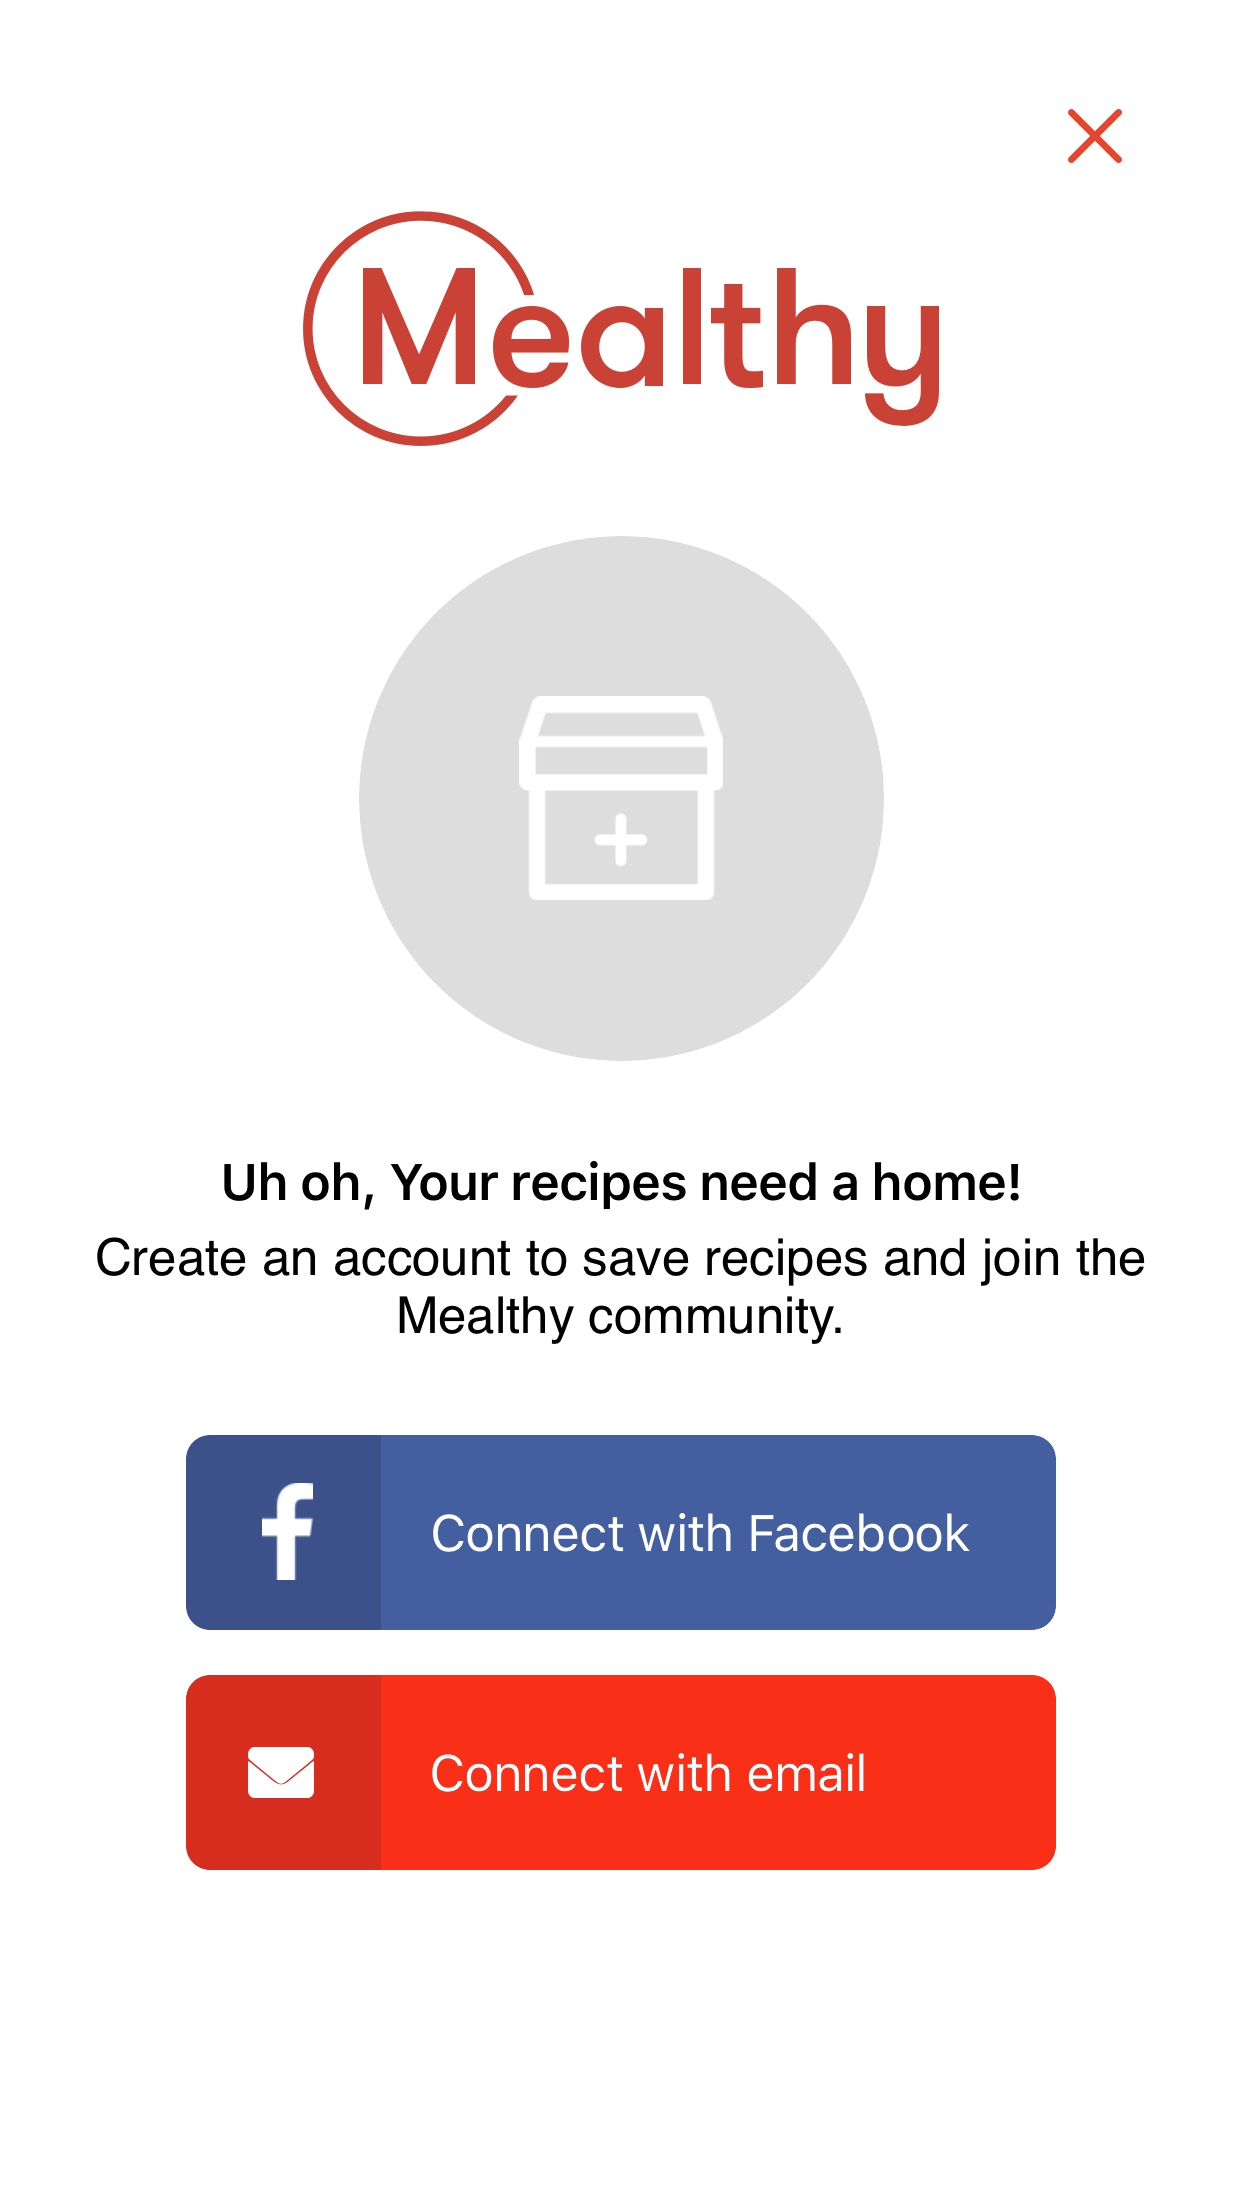 Mealthy
Uh oh, Your recipes need a home!
Create an account to save recipes and join the
Mealthy community.
Connect with Facebook
Connect with email